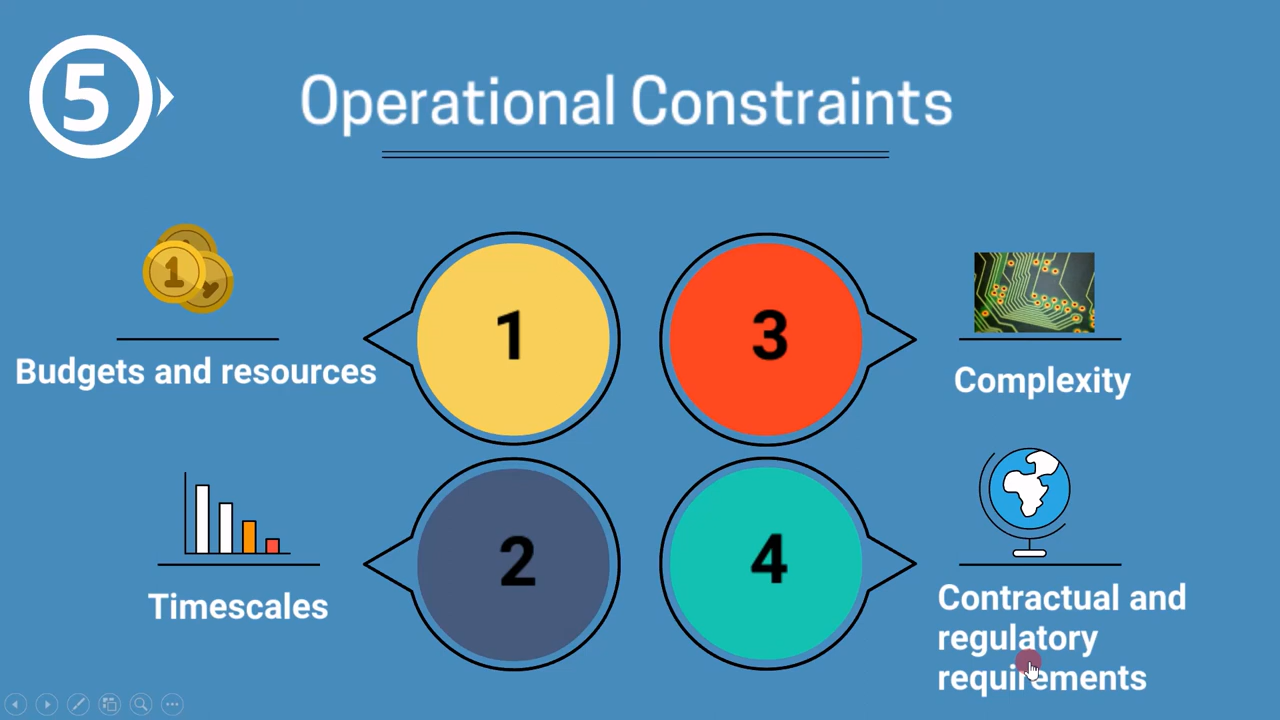 5
Operational Constraints
1
Budgets and resources
2
Timescales
3
Complexity
4
Contractual and
regulatory
requirements